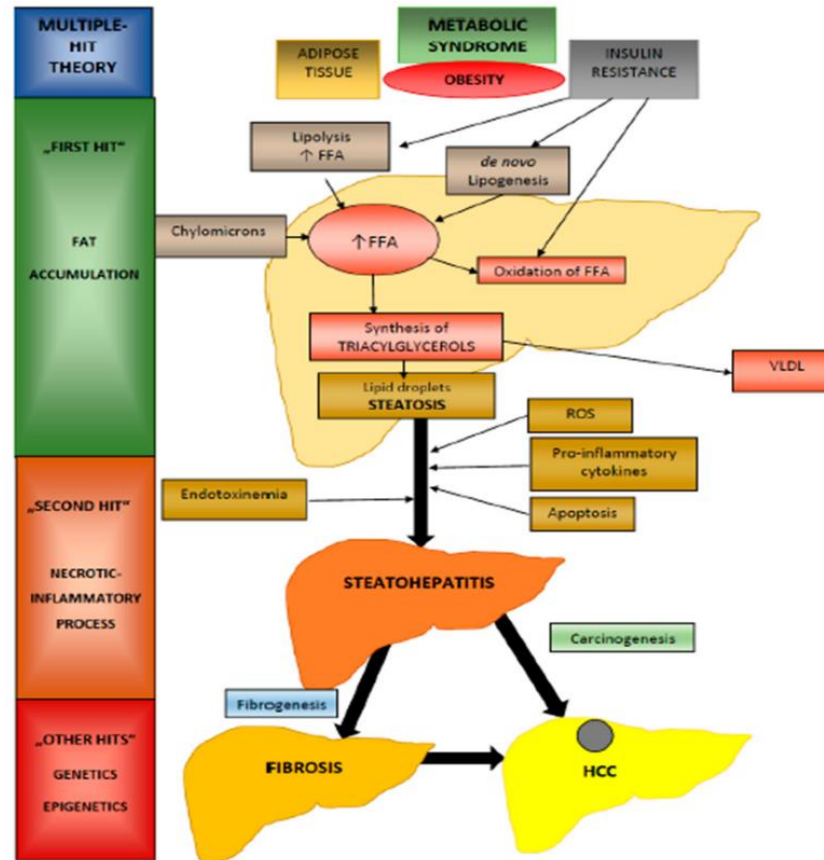 MULTIPLE-
HIT
THEORY
ADIPOSE
TISSUE
METABOLIC
SYNDROME
OBESITY
INSULIN
RESISTANCE
„FIRST HIT"
FAT
ACCUMULATION
Lipolysis
↑ FFA
de novo
Lipogenesis
Chylomicrons
↑FFA
Oxidation of FFA
Synthesis of
TRIACYLGLYCEROLS
VLDL
Lipid droplets
STEATOSIS
ROS
Pro-inflammatory
cytokines
Endotoxinemia
Apoptosis
„SECOND HIT"
NECROTIC-
INFLAMMATORY
PROCESS
STEATOHEPATITIS
Carcinogenesis
Fibrogenesis
„OTHER HITS"
GENETICS
EPIGENETICS
FIBROSIS
HCC